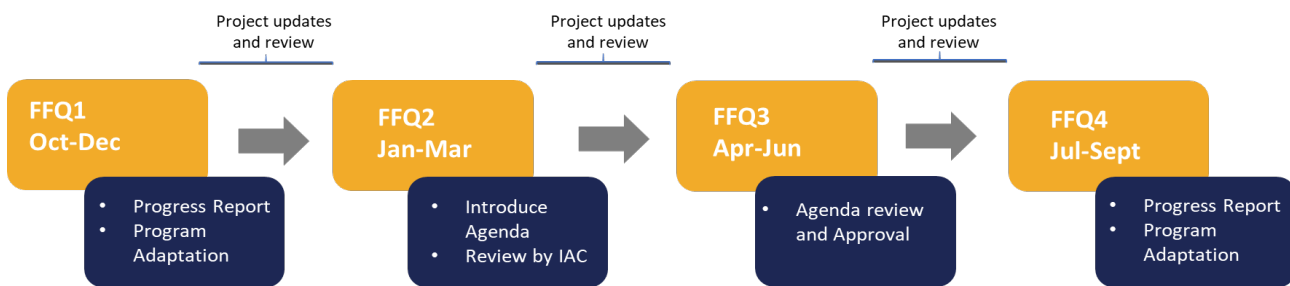 Project updates
and review
Project updates
and review
Project updates
and review
FFQ1
Oct-Dec
• Progress Report
• Program
Adaptation
FFQ2
Jan-Mar
• Introduce
Agenda
• Review by IAC
FFQ3
Apr-Jun
• Agenda review
and Approval
FFQ4
Jul-Sept
• Progress Report
• Program
Adaptation